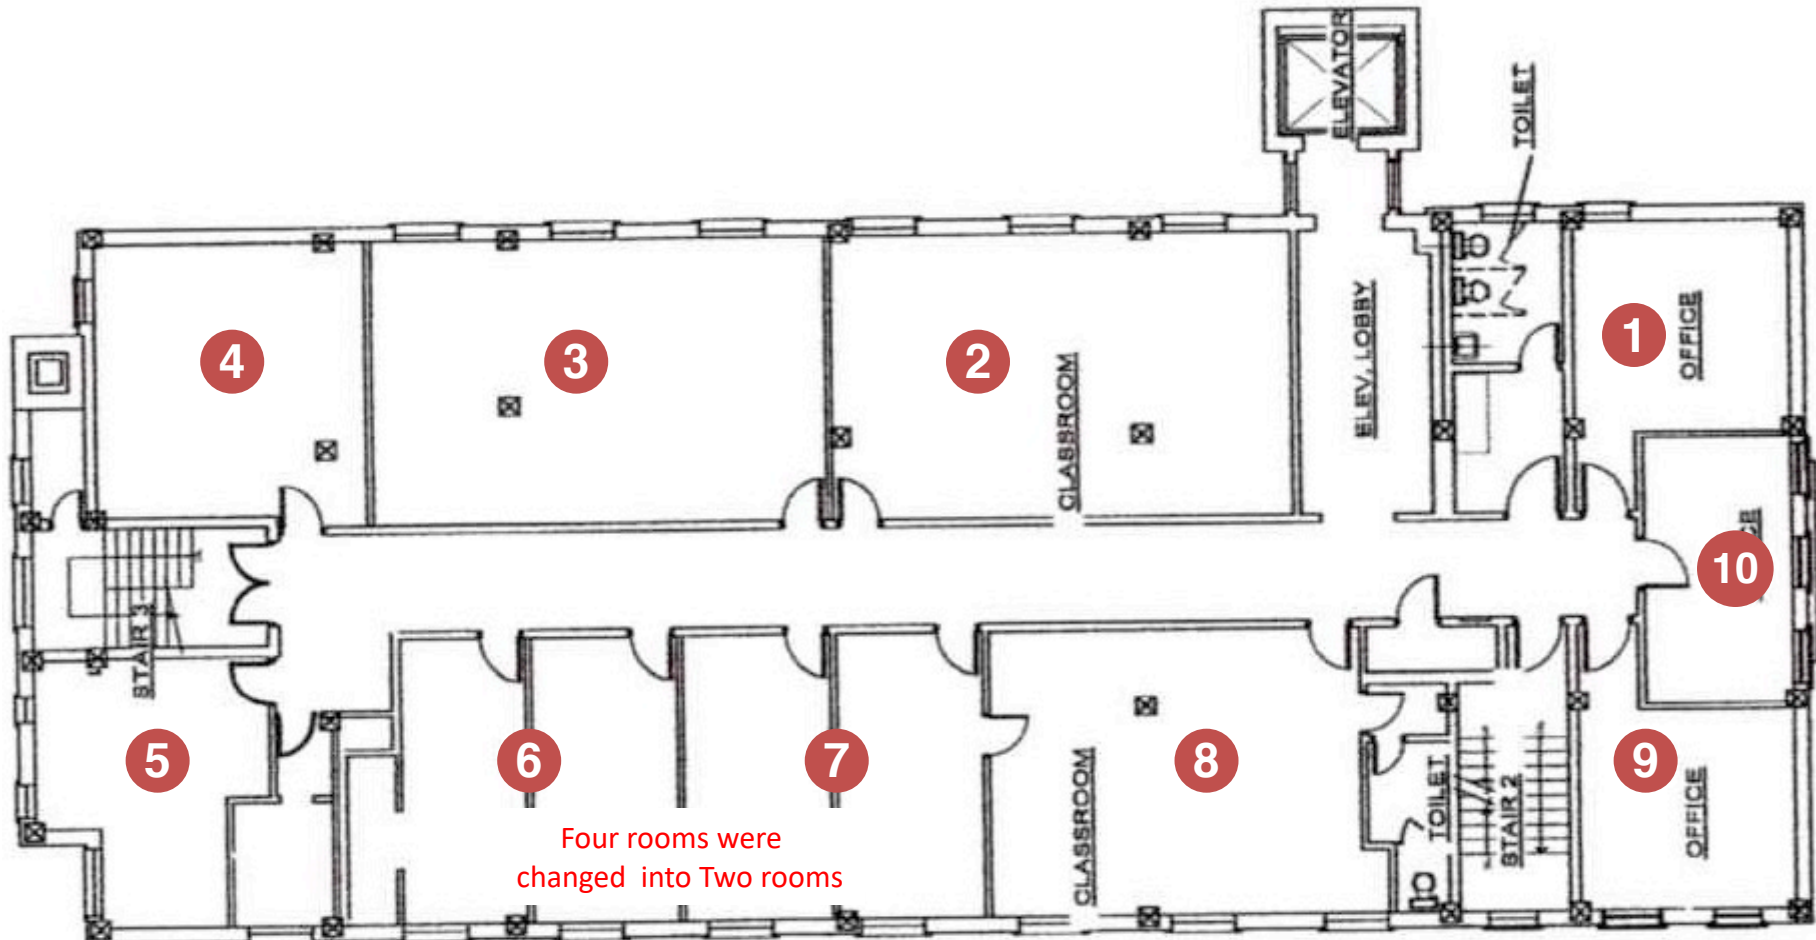 ELEVATOR
TOILET
4
3
2
1
CLASSROOM
ELEV. LOBBY
OFFICE
10
STAIR 3
5
6
7
8
9
CLASSROOM
TOILET
STAIR 2
OFFICE
Four rooms were
changed into Two rooms